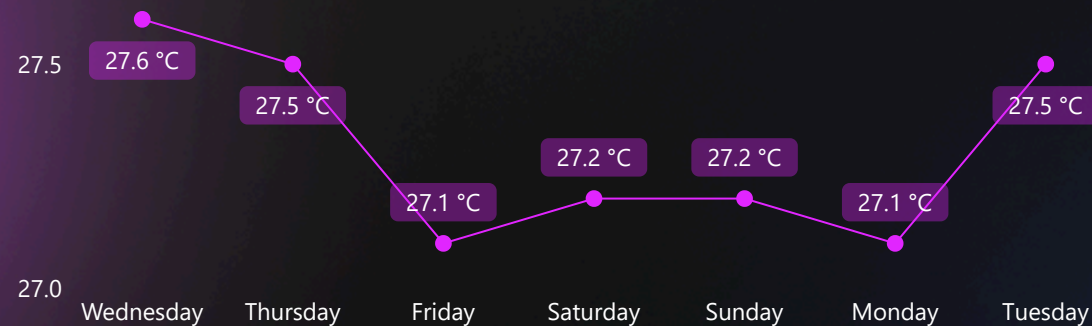 27.6 °C
27.5
27.5 °C
27.5 °C
27.2 °C
27.2 °C
27.1 °C
27.1 °C
27.0
Wednesday Thursday Friday Saturday Sunday Monday Tuesday